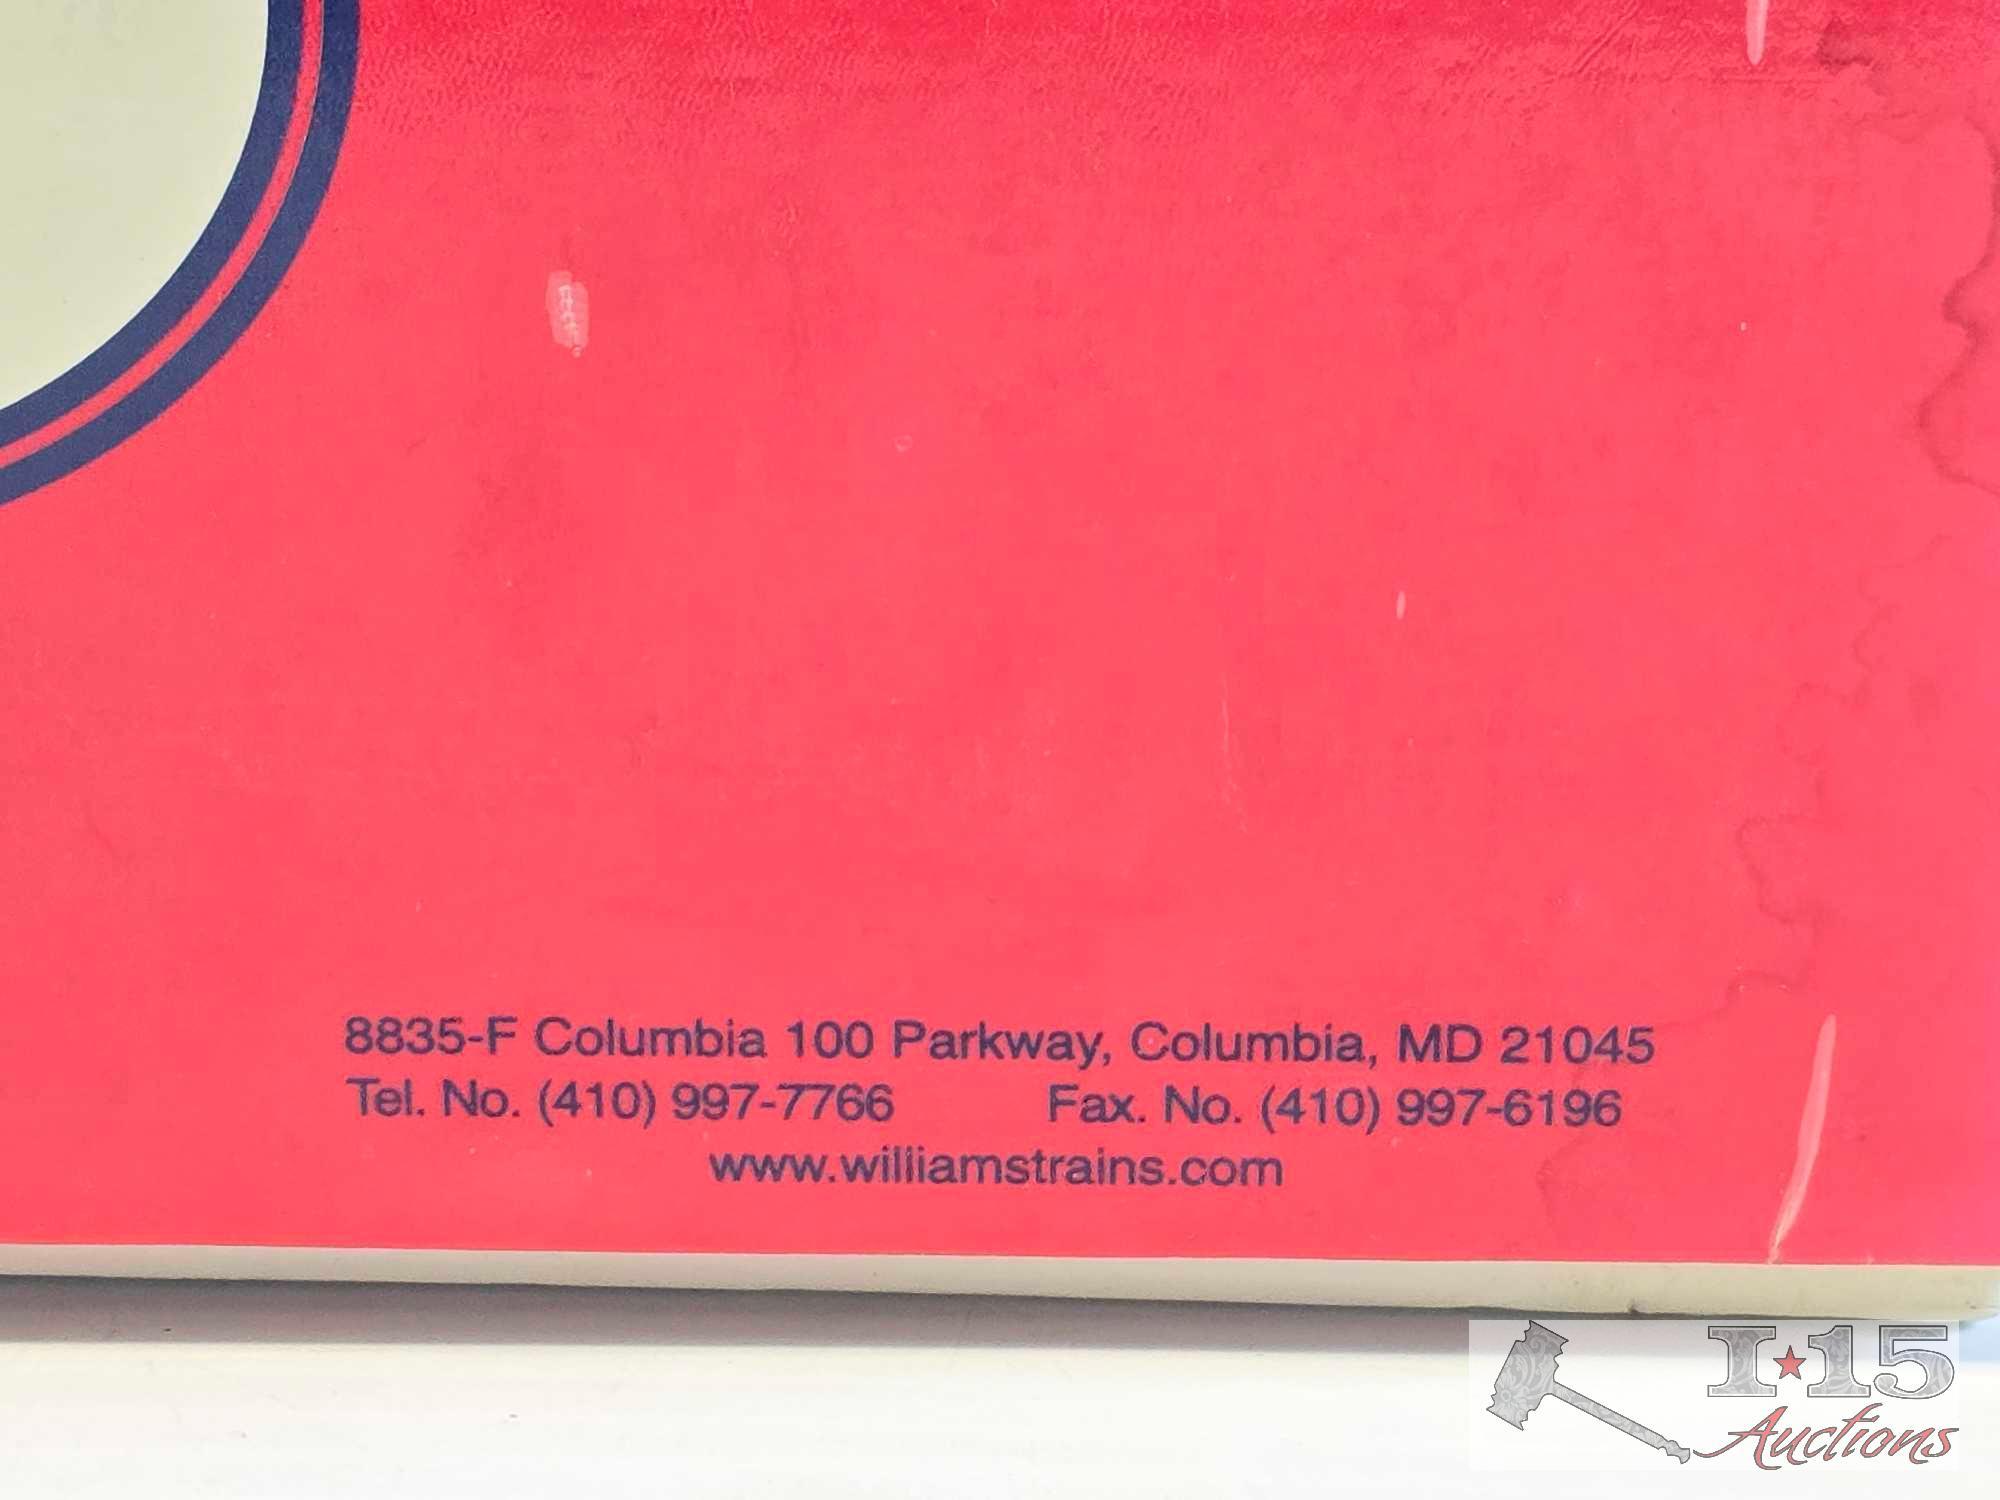 8835-F Columbia 100 Parkway, Columbia, MD 21045
Tel. No. (410) 997-7766 Fax. No. (410) 997-6196
www.williamstrains.com
I★15
Auctions